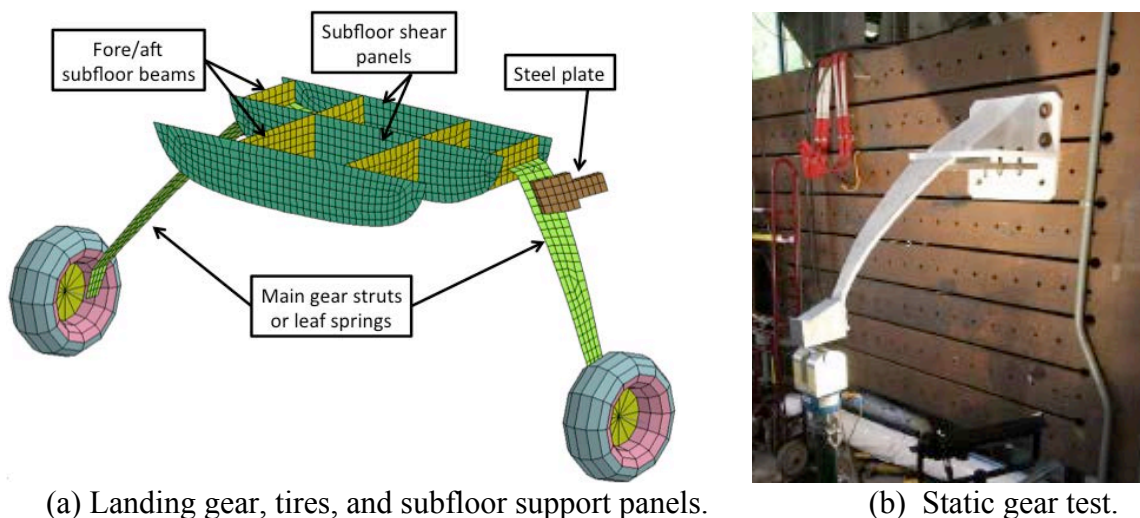 Fore/aft
subfloor beams
Subfloor shear
panels
Steel plate
Main gear struts
or leaf springs
(a) Landing gear, tires, and subfloor support panels.
(b) Static gear test.